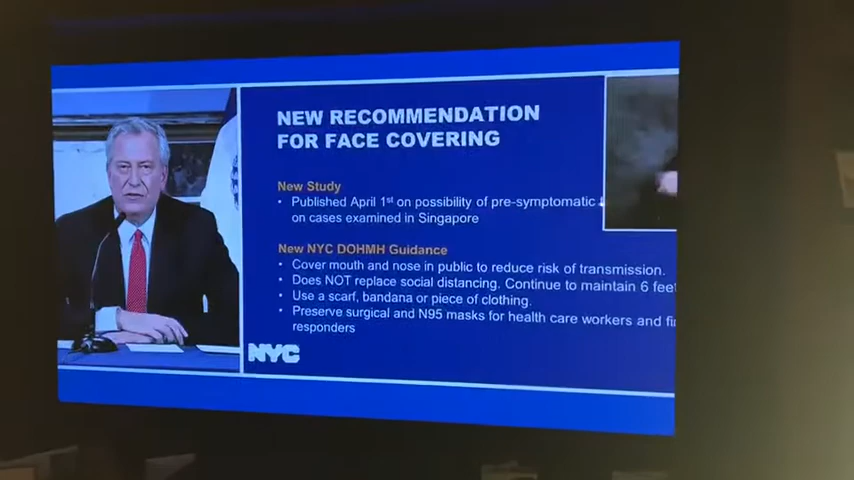 NEW RECOMMENDATION
FOR FACE COVERING
New Study
• Published April 1st on possibility of pre-symptomatic
on cases examined in Singapore
New NYC DOHMH Guidance
• Cover mouth and nose in public to reduce risk of transmission.
• Does NOT replace social distancing. Continue to maintain 6 feet
• Use a scarf, bandana or piece of clothing.
• Preserve surgical and N95 masks for health care workers and
responders
NYC